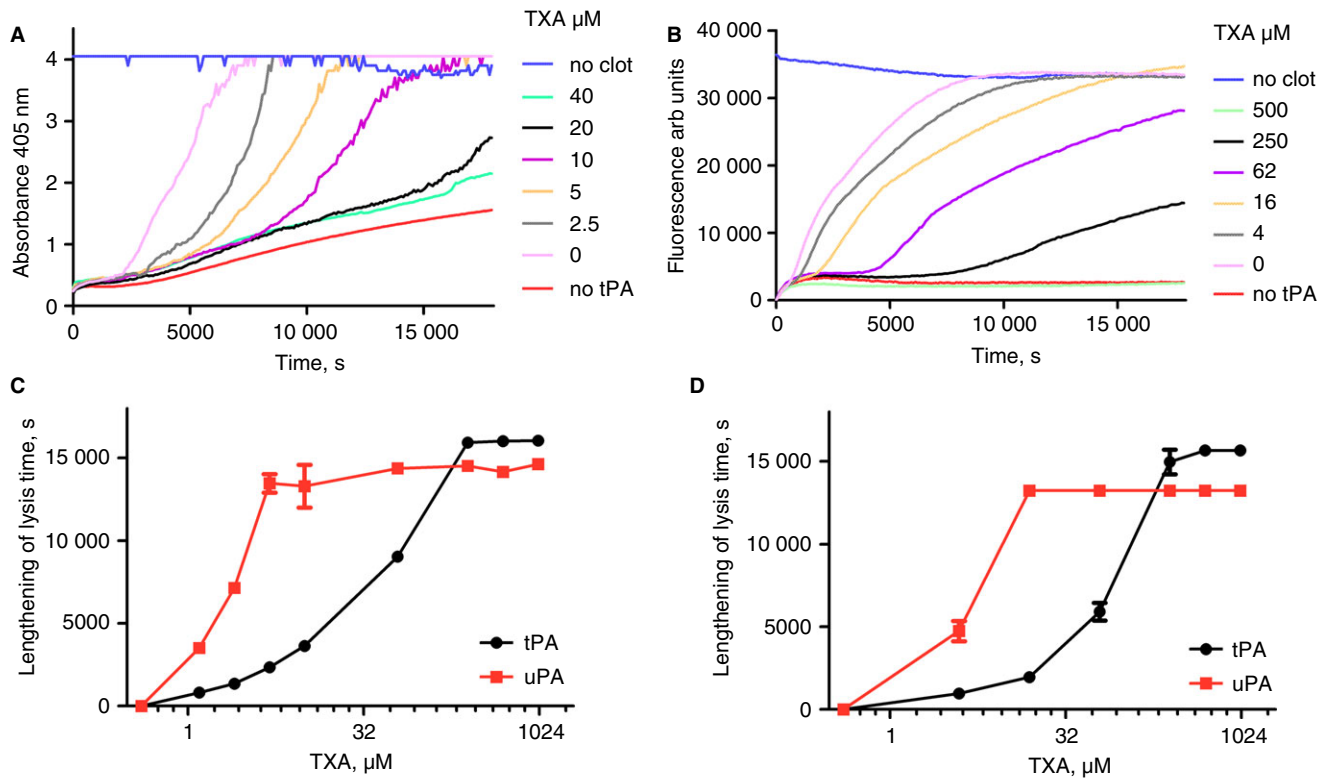 A
TXA µM
no clot
40
20
10
5
2.5
0
no tPA
Absorbance 405 nm
4
3
2
1
0
0
5000
10 000
15 000
Time, s
B
TXA µM
no clot
500
250
62
16
4
0
no tPA
Fluorescence arb units
40 000
30 000
20 000
10 000
0
0
5000
10 000
15 000
Time, s
C
Lengthening of lysis time, s
15 000
10 000
5000
0
tPA
uPA
1
32
1024
TXA, µM
D
Lengthening of lysis time, s
15 000
10 000
5000
0
tPA
uPA
1
32
1024
TXA, µM